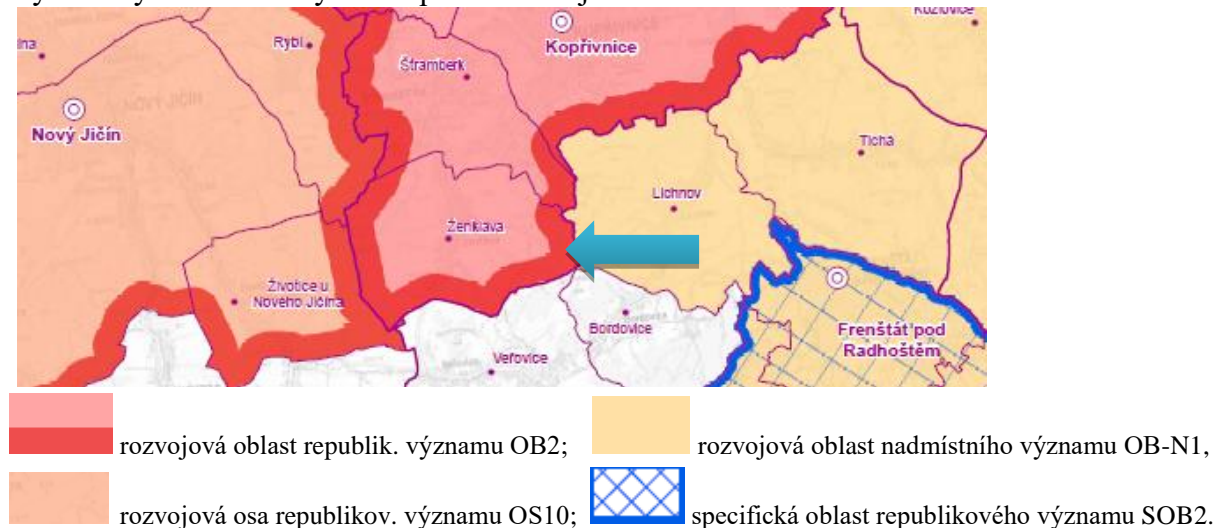 Rybí
Kopřivnice
Kozlovice
Štramberk
Nový Jičín
Tichá
Lichnov
Ženklava
Životice u
Nového Jičína
Bordovice
Veřovice
Frenštát pod
Radhoštěm
rozvojová oblast republik. významu OB2;
rozvojová oblast nadmístního významu OB-N1,
rozvojová osa republikov. významu OS10;
specifická oblast republikového významu SOB2.